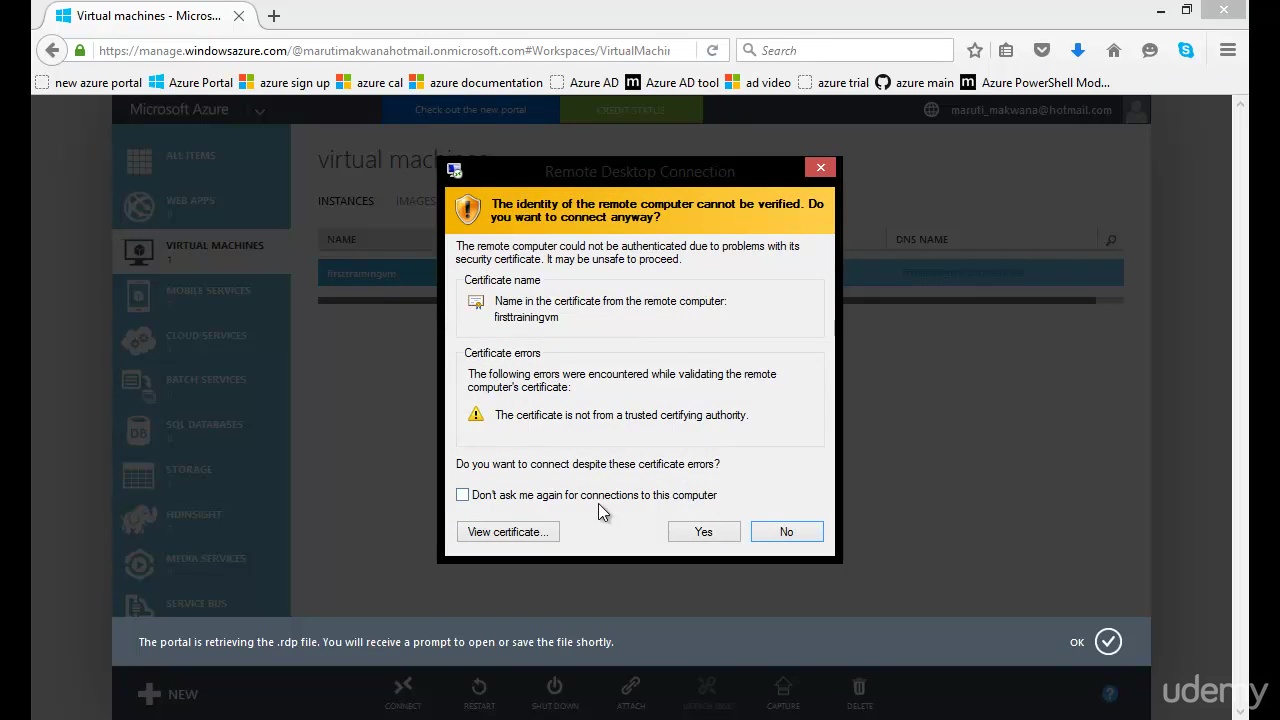 Virtual machines - Micros...
https://manage.windowsazure.com/@marutimakwanahotmail.onmicrosoft.com#Workspaces/VirtualMachin
Search
new azure portal
Azure Portal
azure sign up
azure cal
azure documentation
Azure AD
Azure AD tool
ad video
azure trial
azure main
Azure PowerShell Mod...
Microsoft Azure
Check out the new portal
CREDIT STATUS
maruti_makwana@hotmail.com
ALL ITEMS
WEB APPS
0
VIRTUAL MACHINES
1
MOBILE SERVICES
CLOUD SERVICES
BATCH SERVICES
SQL DATABASES
STORAGE
HDINSIGHT
MEDIA SERVICES
SERVICE BUS
virtual machines
INSTANCES
IMAGES
NAME
DNS NAME
firsttrainingvm
Remote Desktop Connection
The identity of the remote computer cannot be verified. Do
you want to connect anyway?
The remote computer could not be authenticated due to problems with its
security certificate. It may be unsafe to proceed.
Certificate name
Name in the certificate from the remote computer:
firsttrainingvm
Certificate errors
The following errors were encountered while validating the remote
computer's certificate:
The certificate is not from a trusted certifying authority.
Do you want to connect despite these certificate errors?
Don't ask me again for connections to this computer
View certificate...
Yes
No
The portal is retrieving the .rdp file. You will receive a prompt to open or save the file shortly.
OK
NEW
CONNECT
RESTART
SHUT DOWN
ATTACH
DETACH DISK
CAPTURE
DELETE
?
udemy